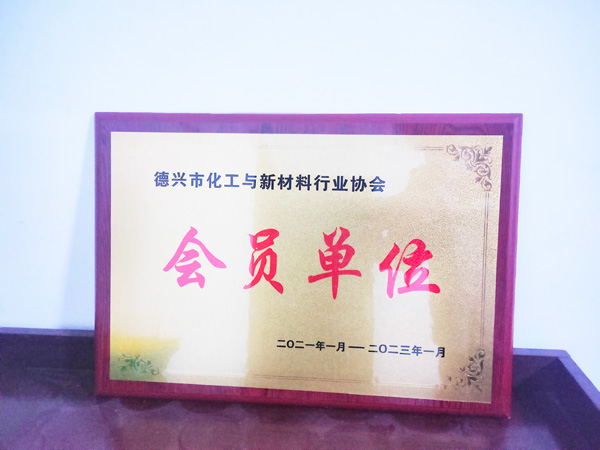 德兴市化工与新材料行业协会
会员单位
二〇二一年一月——二〇二三年一月